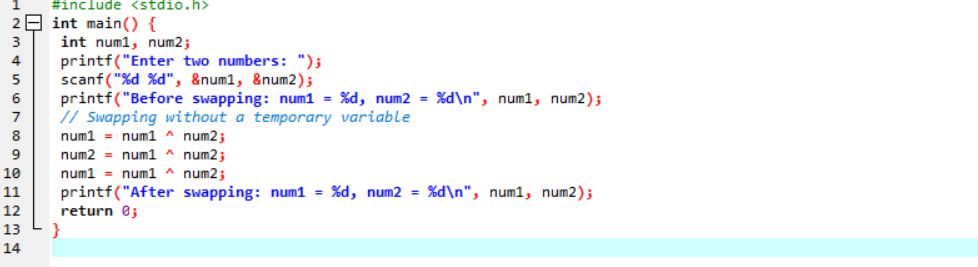 1 #include <stdio.h>
2 int main() {
3 int num1, num2;
4 printf("Enter two numbers: ");
5 scanf("%d %d", &num1, &num2);
6 printf("Before swapping: num1 = %d, num2 = %d\n", num1, num2);
7 // Swapping without a temporary variable
8 num1 = num1 ^ num2;
9 num2 = num1 ^ num2;
10 num1 = num1 ^ num2;
11 printf("After swapping: num1 = %d, num2 = %d\n", num1, num2);
12 return 0;
13 }
14